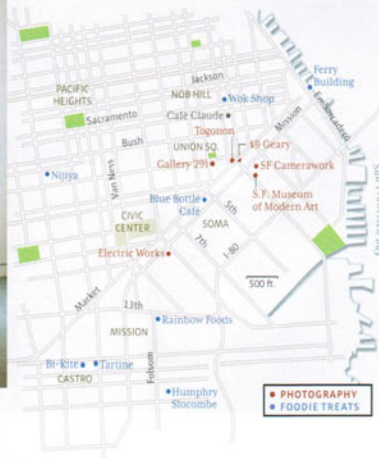 Jackson
Ferry
Building
PACIFIC
HEIGHTS
NOB HILL
Wok Shop
Embarcadero
Sacramento
Café Claude
Mission
Togonon
Bush
UNION SQ.
49 Geary
Van Ness
Gallery 291
SF Camerawork
Nijiya
S.F. Museum
of Modern Art
San Francisco Bay
Blue Bottle
Café
5th
CIVIC
CENTER
SOMA
7th
I-80
Electric Works
500 ft.
Market
13th
MISSION
Rainbow Foods
Bi-Rite
Tartine
CASTRO
Folsom
Humphry
Slocombe
PHOTOGRAPHY
FOODIE TREATS